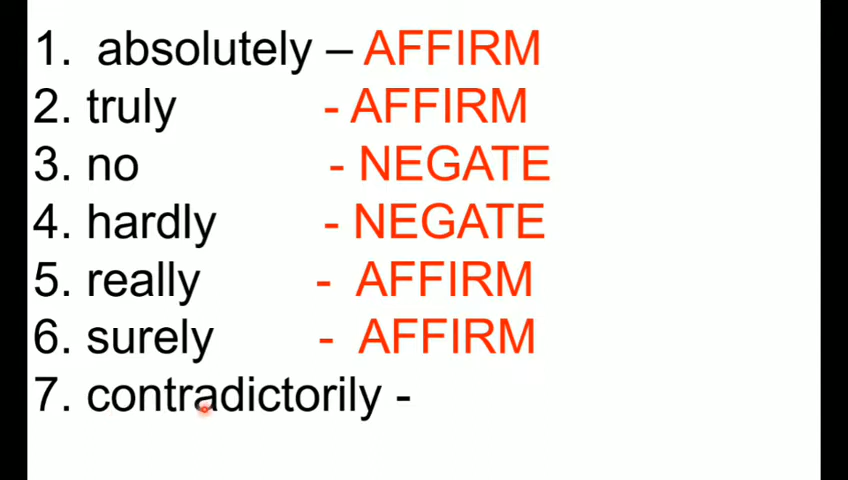 1. absolutely – AFFIRM
2. truly - AFFIRM
3. no - NEGATE
4. hardly - NEGATE
5. really - AFFIRM
6. surely - AFFIRM
7. contradictorily -